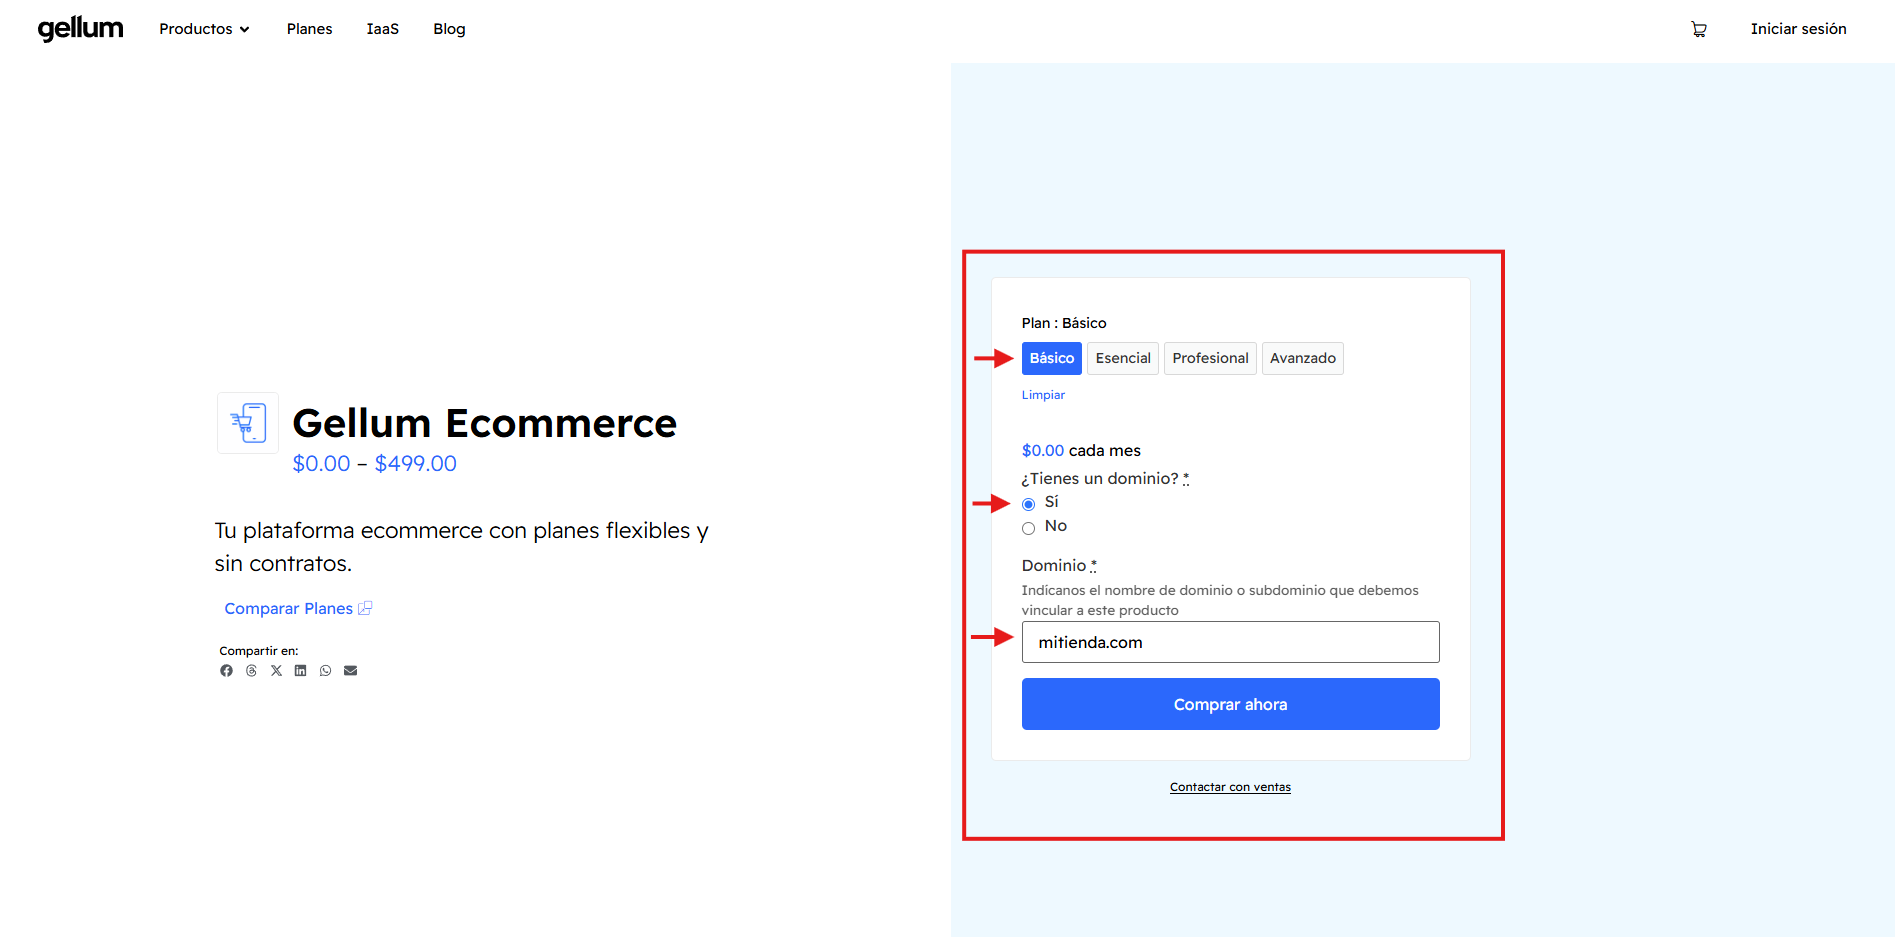 gellum
Productos
Planes
IaaS
Blog
Iniciar sesión
Gellum Ecommerce
$0.00 – $499.00
Tu plataforma ecommerce con planes flexibles y
sin contratos.
Comparar Planes
Compartir en:
Plan : Básico
Básico
Esencial
Profesional
Avanzado
Limpiar
$0.00 cada mes
¿Tienes un dominio? *
Sí
No
Dominio *
Indícanos el nombre de dominio o subdominio que debemos
vincular a este producto
mitienda.com
Comprar ahora
Contactar con ventas